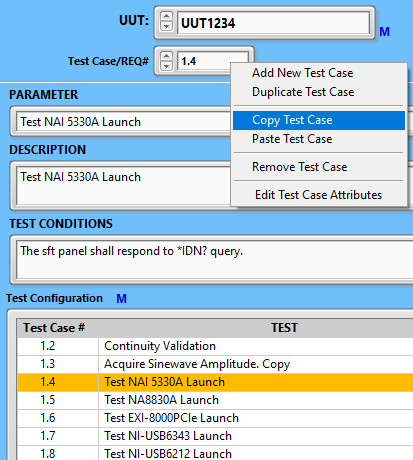 UUT: UUT1234 M
Test Case/REQ# 1.4
Add New Test Case
Duplicate Test Case
Copy Test Case
Paste Test Case
Remove Test Case
Edit Test Case Attributes
PARAMETER
Test NAI 5330A Launch
DESCRIPTION
Test NAI 5330A Launch
TEST CONDITIONS
The sft panel shall respond to *IDN? query.
Test Configuration M
Test Case # TEST
1.2 Continuity Validation
1.3 Acquire Sinewave Amplitude. Copy
1.4 Test NAI 5330A Launch
1.5 Test NA8830A Launch
1.6 Test EXI-8000PCIe Launch
1.7 Test NI-USB6343 Launch
1.8 Test NI-USB6212 Launch